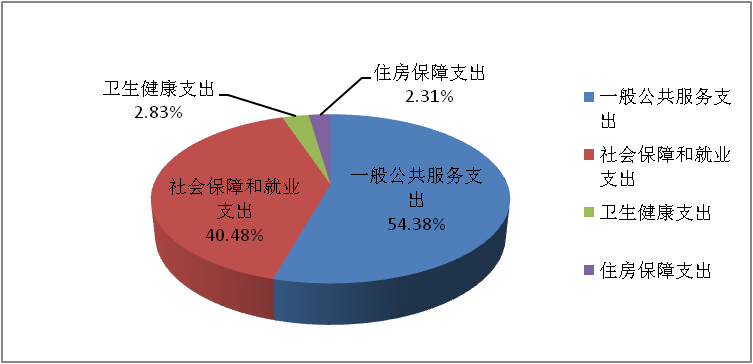 卫生健康支出
2.83%
住房保障支出
2.31%
社会保障和就业
支出
40.48%
一般公共服务支
出
54.38%
一般公共服务支
出
社会保障和就业
支出
卫生健康支出
住房保障支出